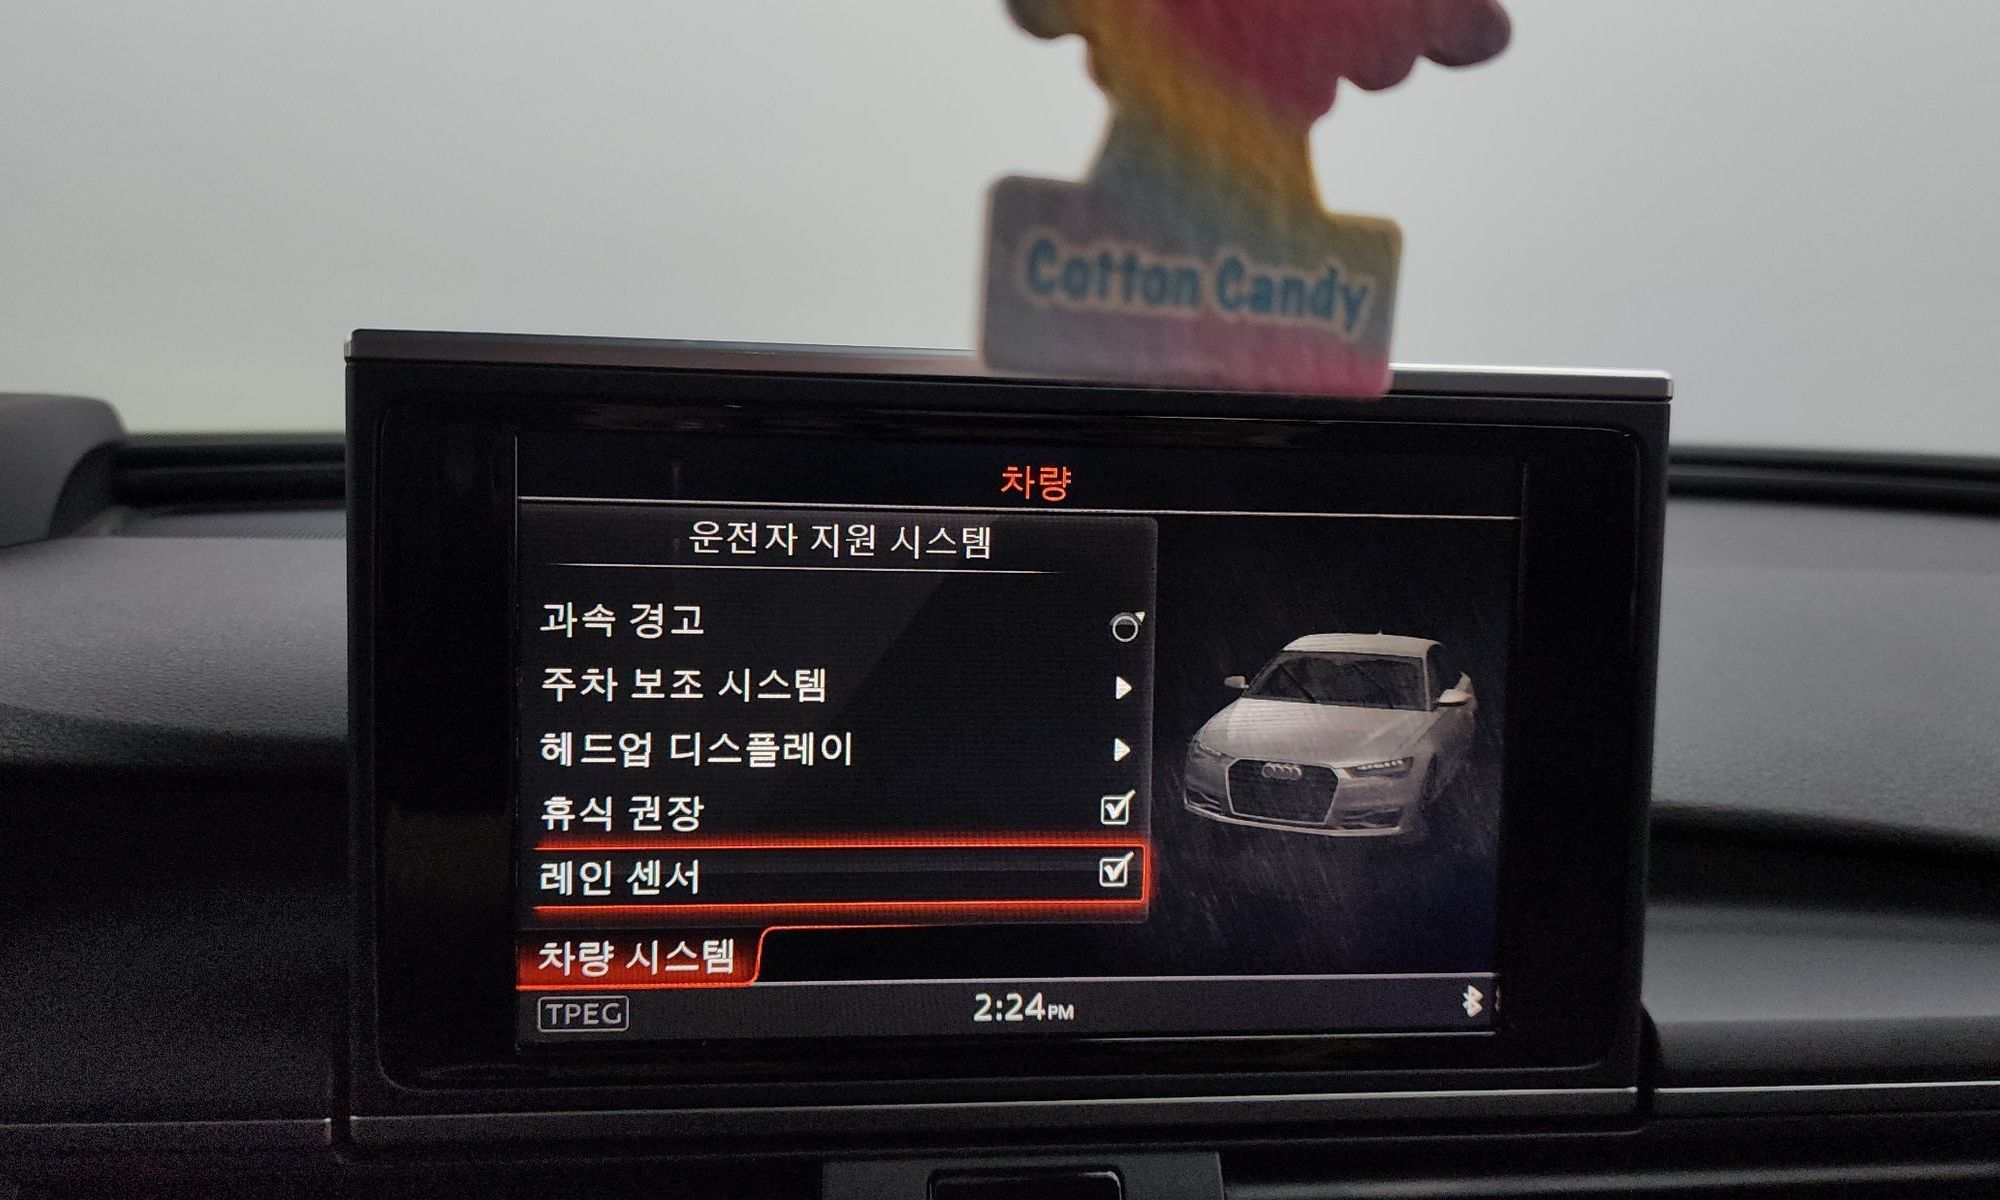 Cotton Candy
차량
운전자 지원 시스템
과속 경고
주차 보조 시스템
헤드업 디스플레이
휴식 권장
레인 센서
차량 시스템
TPEG
2:24PM